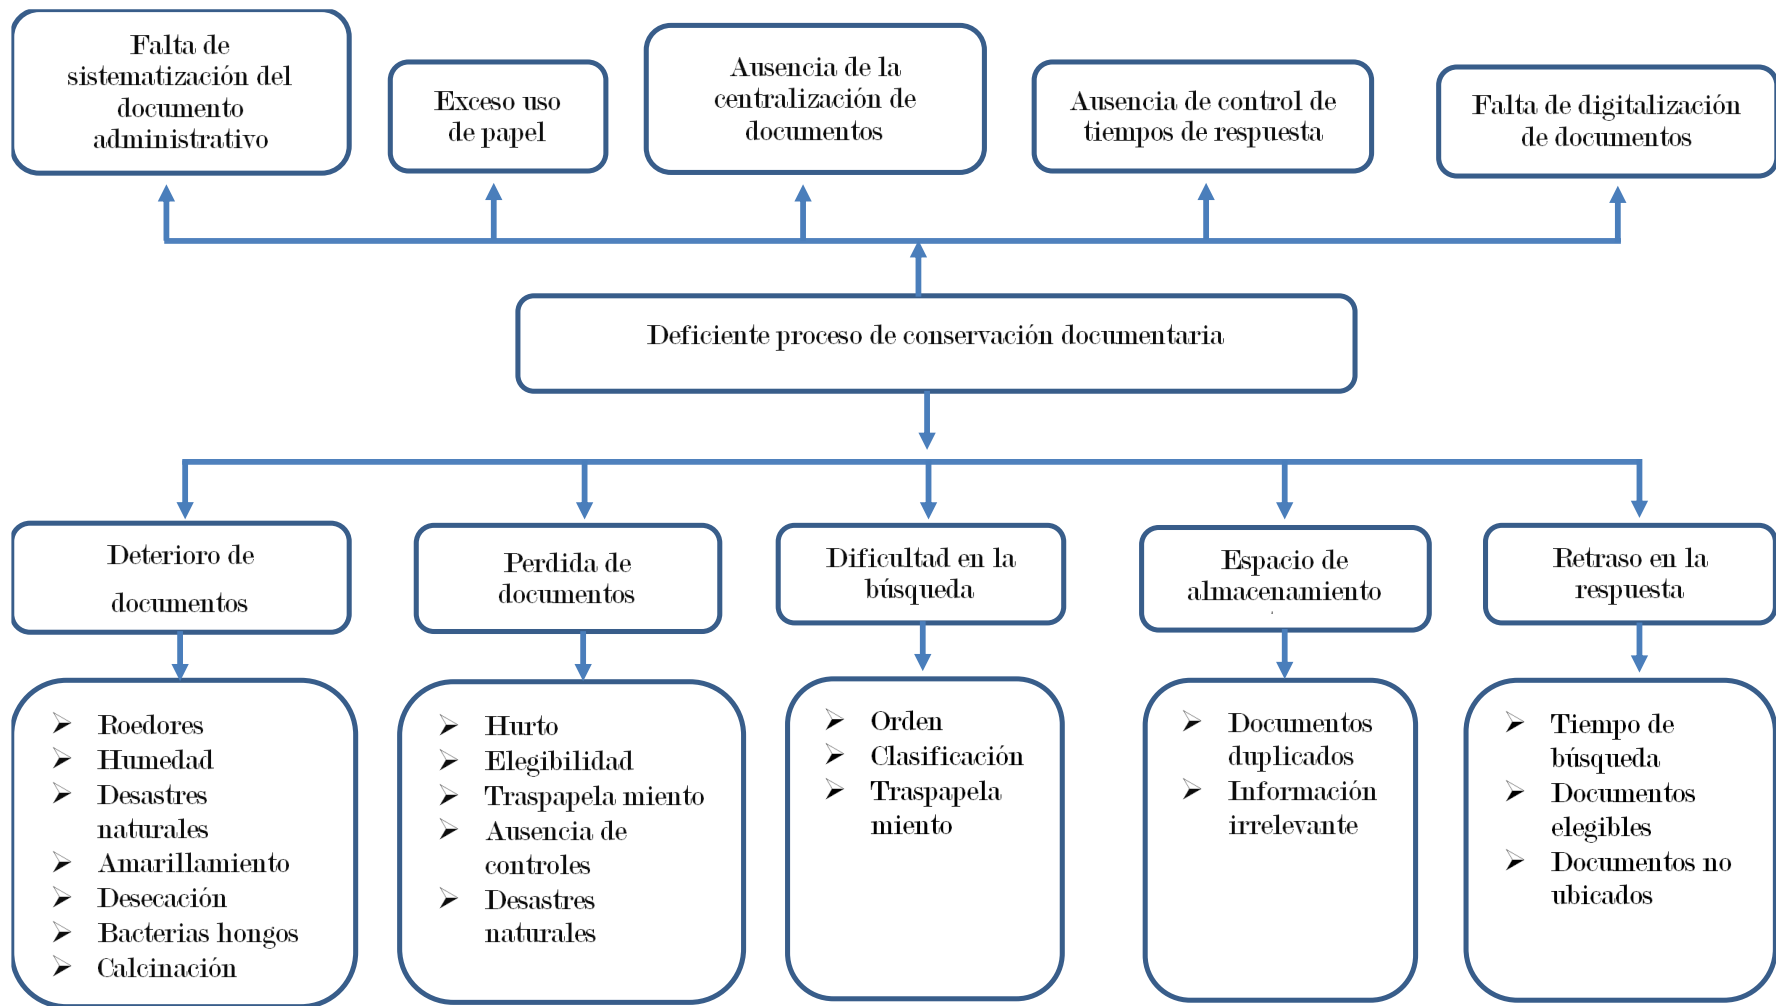 Falta de
sistematización del
documento
administrativo
Exceso uso
de papel
Ausencia de la
centralización de
documentos
Ausencia de control de
tiempos de respuesta
Falta de digitalización
de documentos
Deficiente proceso de conservación documentaria
Deterioro de
documentos
Perdida de
documentos
Dificultad en la
búsqueda
Espacio de
almacenamiento
Retraso en la
respuesta
Roedores
Humedad
Desastres
naturales
Amarillamiento
Desecación
Bacterias hongos
Calcinación
Hurto
Elegibilidad
Traspapela miento
Ausencia de
controles
Desastres
naturales
Orden
Clasificación
Traspapela
miento
Documentos
duplicados
Información
irrelevante
Tiempo de
búsqueda
Documentos
elegibles
Documentos no
ubicados